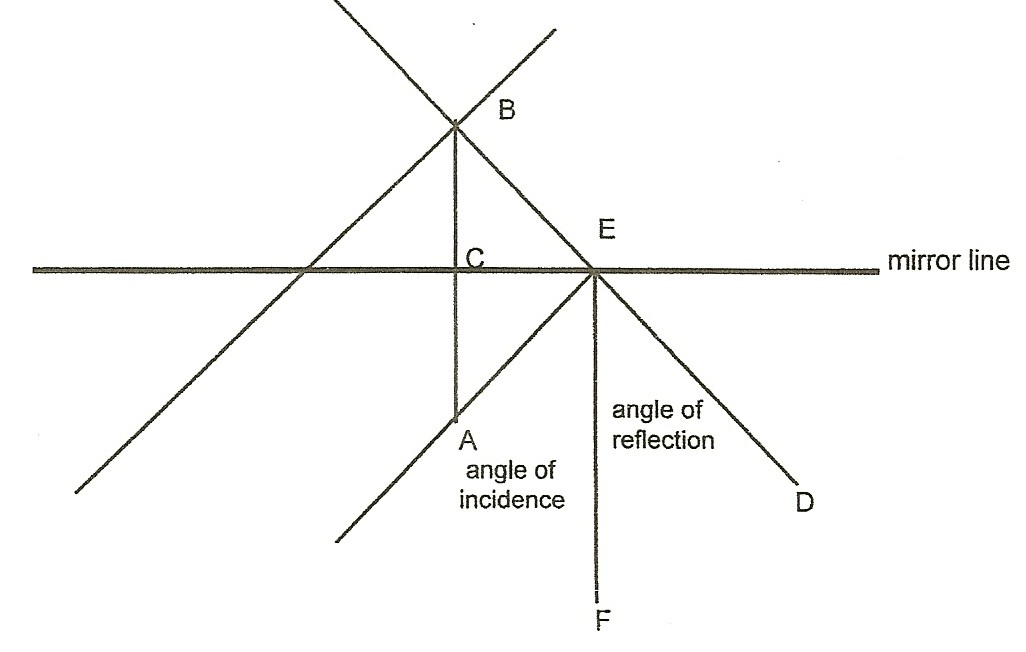 B
E
C
mirror line
angle of
reflection
A
angle of
incidence
D
F